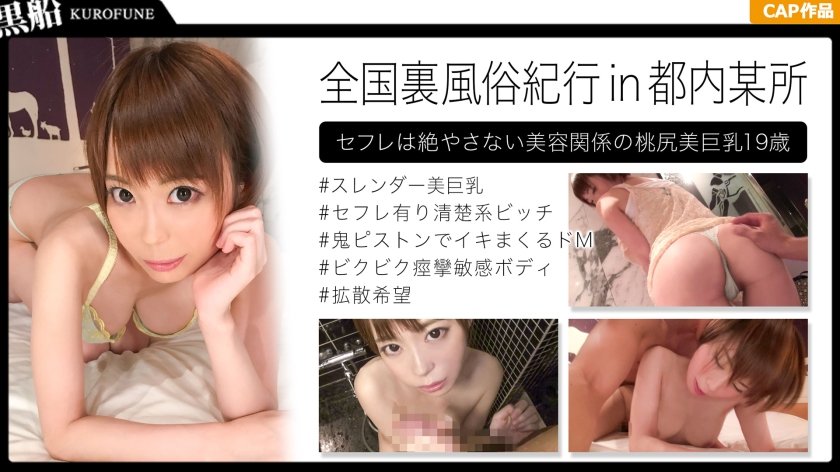 黒船 KUROFUNE
CAP作品
全国裏風俗紀行in都内某所
セフレは絶やさない美容関係の桃尻美巨乳19歳
#スレンダー美巨乳
#セフレ有り清楚系ビッチ
#鬼ピストンでイキまくるドM
#ビクビク痙攣敏感ボディ
#拡散希望